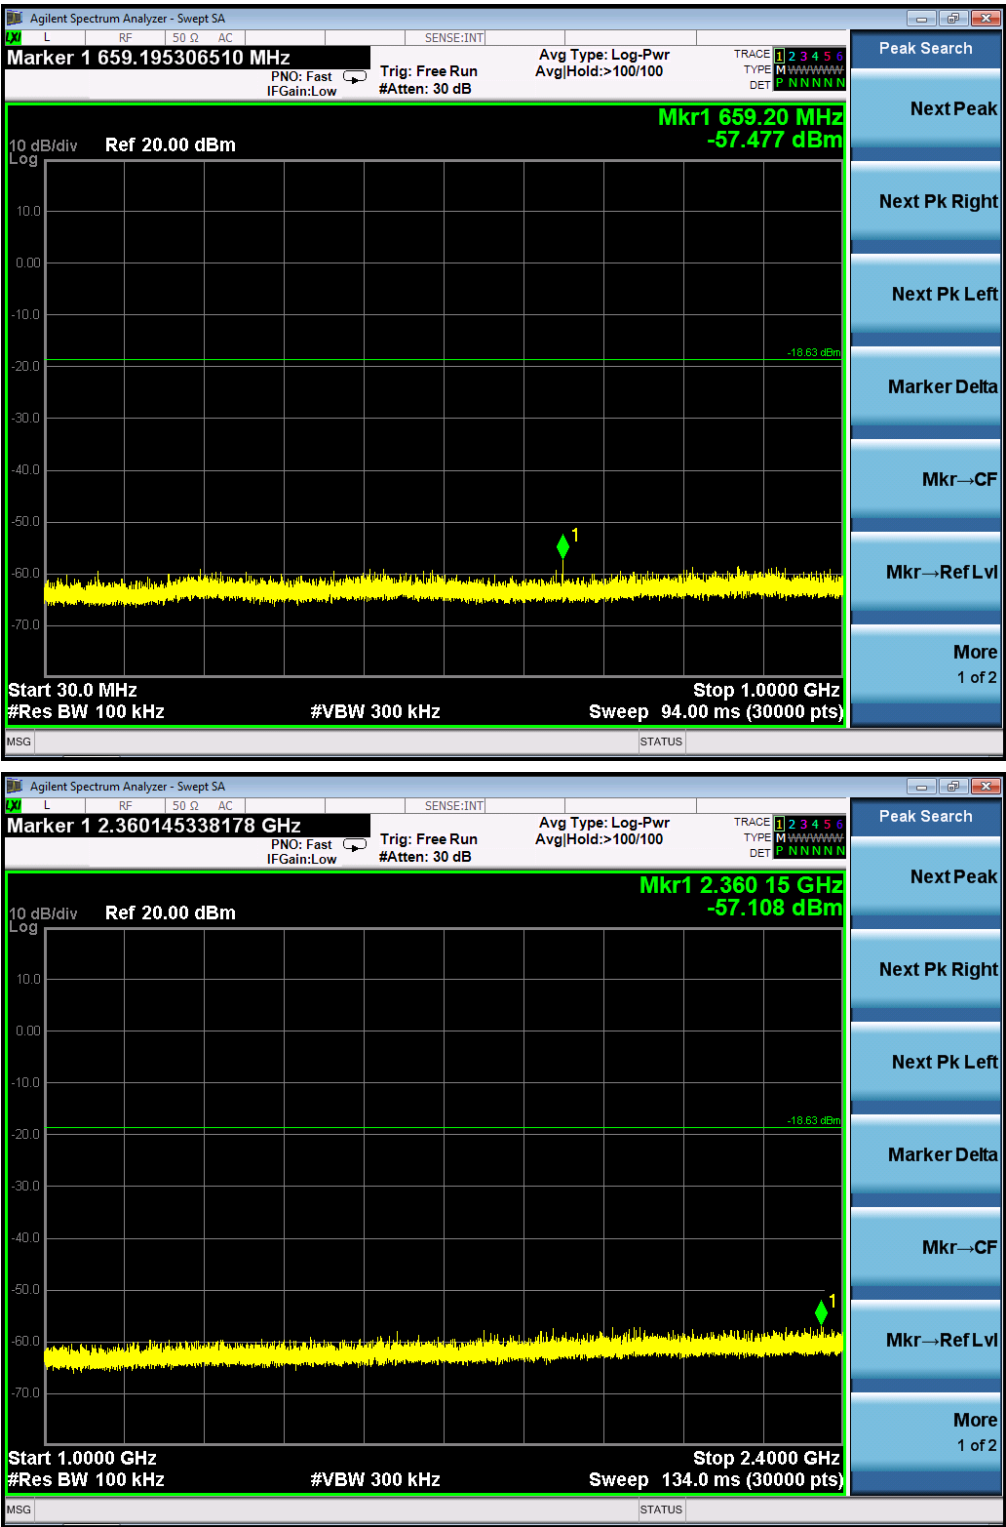 Agilent Spectrum Analyzer - Swept SA
LXI L RF 50 Ω AC SENSE:INT
Marker 1 659.195306510 MHz
PNO: Fast
IFGain:Low
Trig: Free Run
#Atten: 30 dB
Avg Type: Log-Pwr
Avg|Hold:>100/100
TRACE 1 2 3 4 5 6
TYPE M WWWWW
DET P N N N N N
Peak Search
Mkr1 659.20 MHz
-57.477 dBm
10 dB/div Ref 20.00 dBm
Log
10.0
0.00
-10.0
-18.63 dBm
-20.0
-30.0
-40.0
-50.0
1
-60.0
-70.0
Start 30.0 MHz Stop 1.0000 GHz
#Res BW 100 kHz #VBW 300 kHz Sweep 94.00 ms (30000 pts)
MSG STATUS
Next Peak
Next Pk Right
Next Pk Left
Marker Delta
Mkr→CF
Mkr→Ref Lvl
More
1 of 2
Agilent Spectrum Analyzer - Swept SA
LXI L RF 50 Ω AC SENSE:INT
Marker 1 2.360145338178 GHz
PNO: Fast
IFGain:Low
Trig: Free Run
#Atten: 30 dB
Avg Type: Log-Pwr
Avg|Hold:>100/100
TRACE 1 2 3 4 5 6
TYPE M WWWWW
DET P N N N N N
Peak Search
Mkr1 2.360 15 GHz
-57.108 dBm
10 dB/div Ref 20.00 dBm
Log
10.0
0.00
-10.0
-18.63 dBm
-20.0
-30.0
-40.0
-50.0
1
-60.0
-70.0
Start 1.0000 GHz Stop 2.4000 GHz
#Res BW 100 kHz #VBW 300 kHz Sweep 134.0 ms (30000 pts)
MSG STATUS
Next Peak
Next Pk Right
Next Pk Left
Marker Delta
Mkr→CF
Mkr→Ref Lvl
More
1 of 2